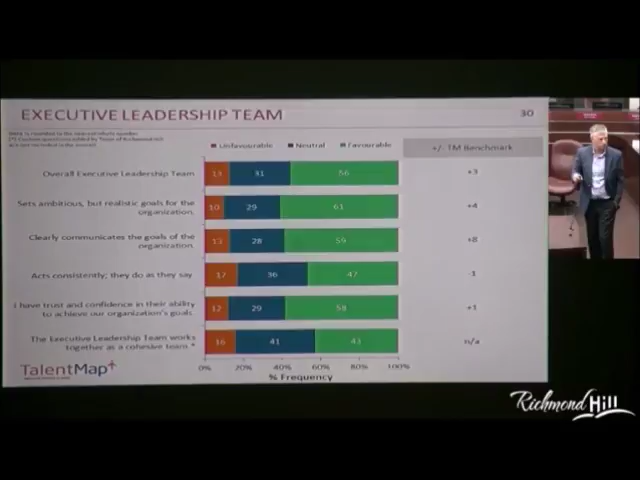 EXECUTIVE LEADERSHIP TEAM
30
Unfavourable Neutral Favourable
+/- TM Benchmark
Overall Executive Leadership Team
13 31 56
+3
Sets ambitious, but realistic goals for the
organization.
10 29 61
+4
Clearly communicates the goals of the
organization.
13 28 59
+8
Acts consistently; they do as they say.
17 36 47
-1
I have trust and confidence in their ability
to achieve our organization's goals.
12 29 58
+1
The Executive Leadership Team works
together as a cohesive team. *
16 41 43
n/a
0% 20% 40% 60% 80% 100%
% Frequency
TalentMap
Richmond Hill